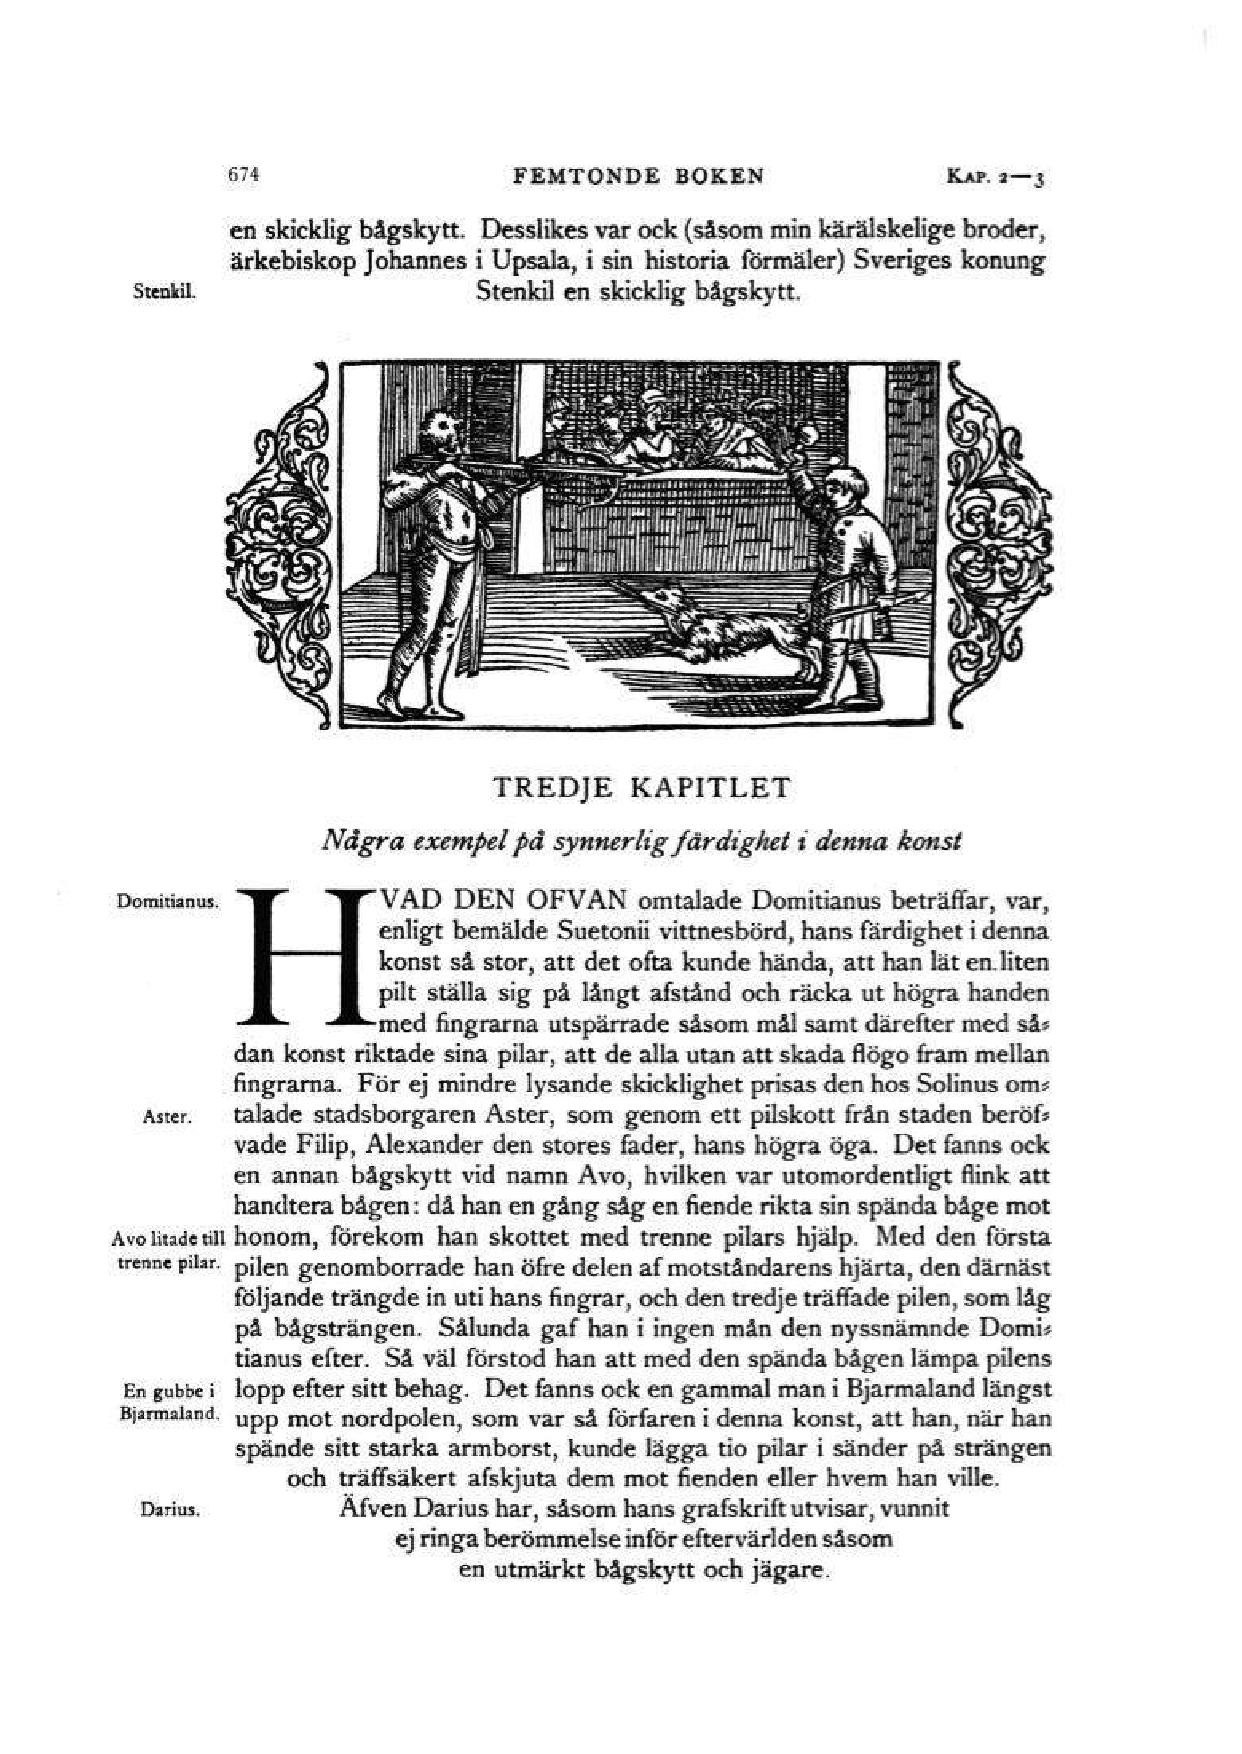 674 FEMTONDE BOKEN KAP. 2—3
en skicklig bågskytt. Desslikes var ock (såsom min kärälskelige broder,
ärkebiskop Johannes i Upsala, i sin historia förmäler) Sveriges konung
Stenkil. Stenkil en skicklig bågskytt.
TREDJE KAPITLET
Några exempel på synnerlig färdighet i denna konst
Domitianus. HVAD DEN OFVAN omtalade Domitianus beträffar, var,
enligt bemälde Suetonii vittnesbörd, hans färdighet i denna
konst så stor, att det ofta kunde hända, att han lät en liten
pilt ställa sig på långt afstånd och räcka ut högra handen
med fingrarna utspärrade såsom mål samt därefter med så-
dan konst riktade sina pilar, att de alla utan att skada flögo fram mellan
fingrarna. För ej mindre lysande skicklighet prisas den hos Solinus om-
Aster. talade stadsborgaren Aster, som genom ett pilskott från staden beröf-
vade Filip, Alexander den stores fader, hans högra öga. Det fanns ock
en annan bågskytt vid namn Avo, hvilken var utomordentligt flink att
handtera bågen: då han en gång såg en fiende rikta sin spända båge mot
Avo litade till honom, förekom han skottet med trenne pilars hjälp. Med den första
trenne pilar. pilen genomborrade han öfre delen af motståndarens hjärta, den därnäst
följande trängde in uti hans fingrar, och den tredje träffade pilen, som låg
på bågsträngen. Sålunda gaf han i ingen mån den nyssnämnde Domi-
tianus efter. Så väl förstod han att med den spända bågen lämpa pilens
En gubbe i lopp efter sitt behag. Det fanns ock en gammal man i Bjarmaland längst
Bjarmaland. upp mot nordpolen, som var så förfaren i denna konst, att han, när han
spände sitt starka armborst, kunde lägga tio pilar i sänder på strängen
och träffsäkert afskjuta dem mot fienden eller hvem han ville.
Darius. Äfven Darius har, såsom hans grafskrift utvisar, vunnit
ej ringa berömmelse inför eftervärlden såsom
en utmärkt bågskytt och jägare.